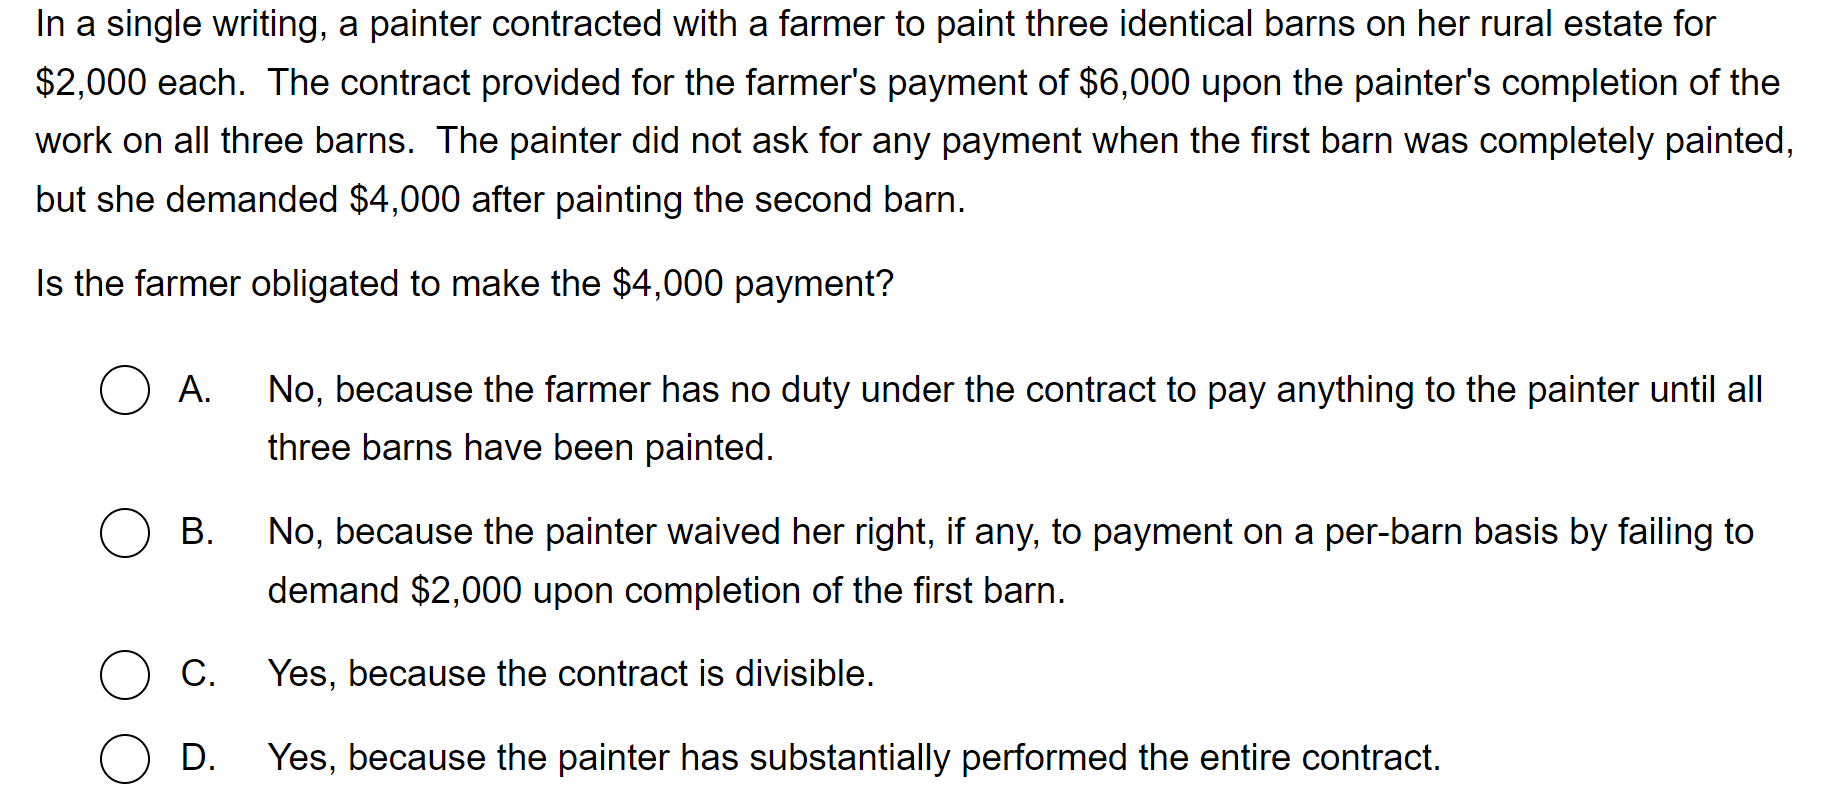 In a single writing, a painter contracted with a farmer to paint three identical barns on her rural estate for
$2,000 each.  The contract provided for the farmer's payment of $6,000 upon the painter's completion of the
work on all three barns.  The painter did not ask for any payment when the first barn was completely painted,
but she demanded $4,000 after painting the second barn.
Is the farmer obligated to make the $4,000 payment?
A. No, because the farmer has no duty under the contract to pay anything to the painter until all
three barns have been painted.
B. No, because the painter waived her right, if any, to payment on a per-barn basis by failing to
demand $2,000 upon completion of the first barn.
C. Yes, because the contract is divisible.
D. Yes, because the painter has substantially performed the entire contract.